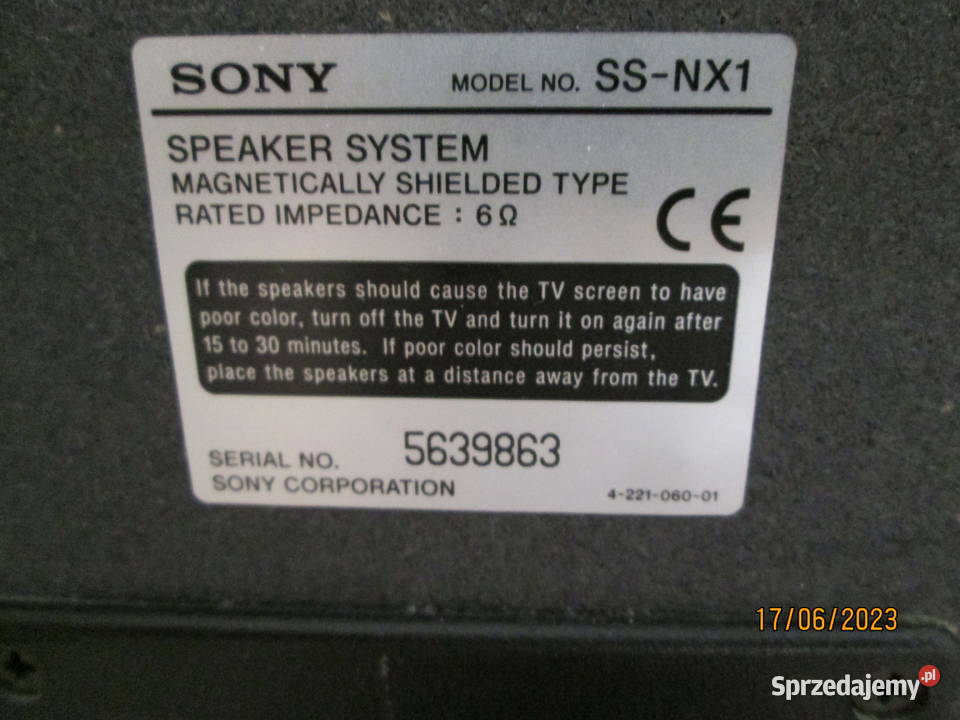 SONY MODEL NO. SS-NX1
SPEAKER SYSTEM
MAGNETICALLY SHIELDED TYPE
RATED IMPEDANCE : 6 Ω
CE
If the speakers should cause the TV screen to have
poor color, turn off the TV and turn it on again after
15 to 30 minutes. If poor color should persist,
place the speakers at a distance away from the TV.
SERIAL NO. 5639863
SONY CORPORATION 4-221-060-01
17/06/2023
Sprzedajemy.pl